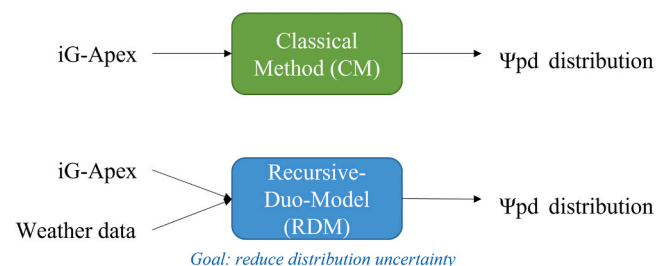 iG-Apex
Classical
Method (CM)
Ψpd distribution
iG-Apex
Weather data
Recursive-
Duo-Model
(RDM)
Ψpd distribution
Goal: reduce distribution uncertainty